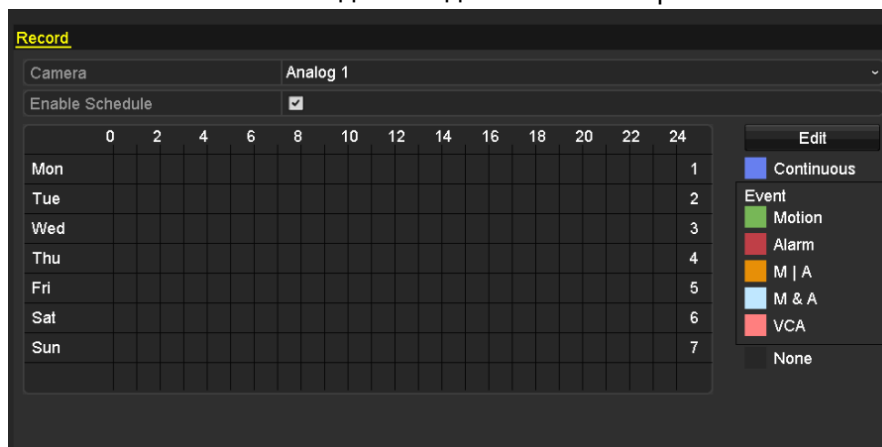 Record
Camera Analog 1
Enable Schedule
0 2 4 6 8 10 12 14 16 18 20 22 24
Mon 1
Tue 2
Wed 3
Thu 4
Fri 5
Sat 6
Sun 7
Edit
Continuous
Event
Motion
Alarm
M | A
M & A
VCA
None